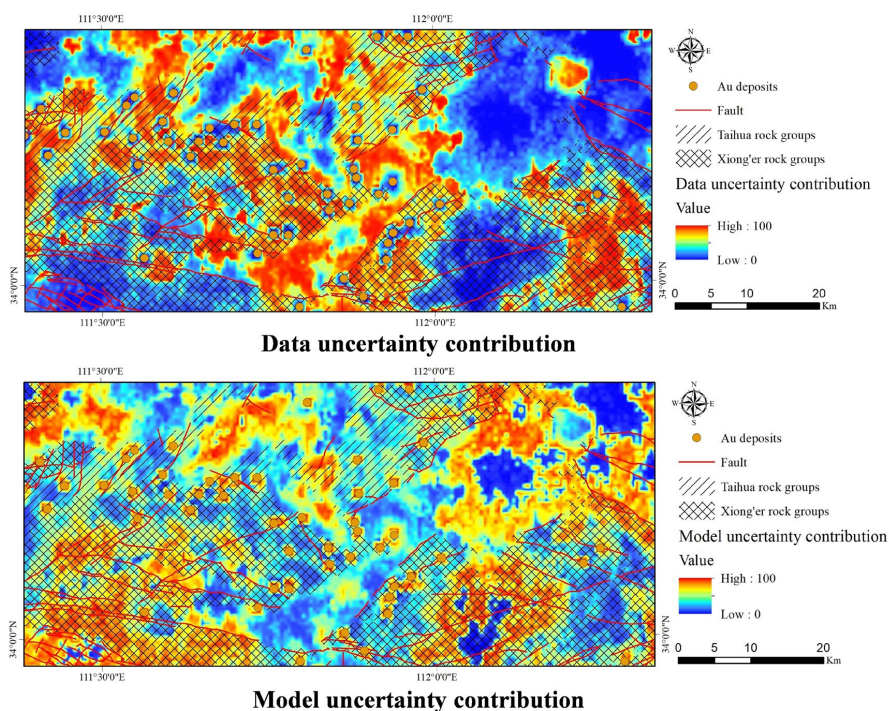 111°30'0"E
112°0'0"E
N
W
E
S
Au deposits
Fault
Taihua rock groups
Xiong'er rock groups
Data uncertainty contribution
Value
High : 100
Low : 0
34°0'0"N
34°0'0"N
0 5 10 20
Km
111°30'0"E
112°0'0"E
Data uncertainty contribution
112°0'0"E
N
W
E
S
Au deposits
Fault
Taihua rock groups
Xiong'er rock groups
Model uncertainty contribution
Value
High : 100
Low : 0
34°0'0"N
34°0'0"N
0 5 10 20
Km
111°30'0"E
112°0'0"E
Model uncertainty contribution